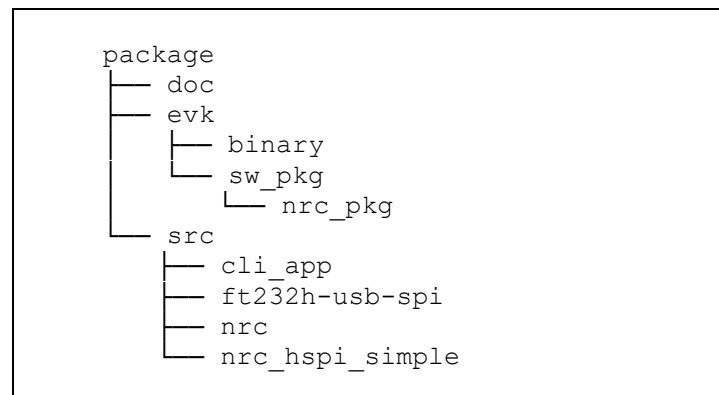 package
├── doc
├── evk
│   ├── binary
│   └── sw_pkg
│       └── nrc_pkg
└── src
    ├── cli_app
    ├── ft232h-usb-spi
    ├── nrc
    └── nrc_hspi_simple